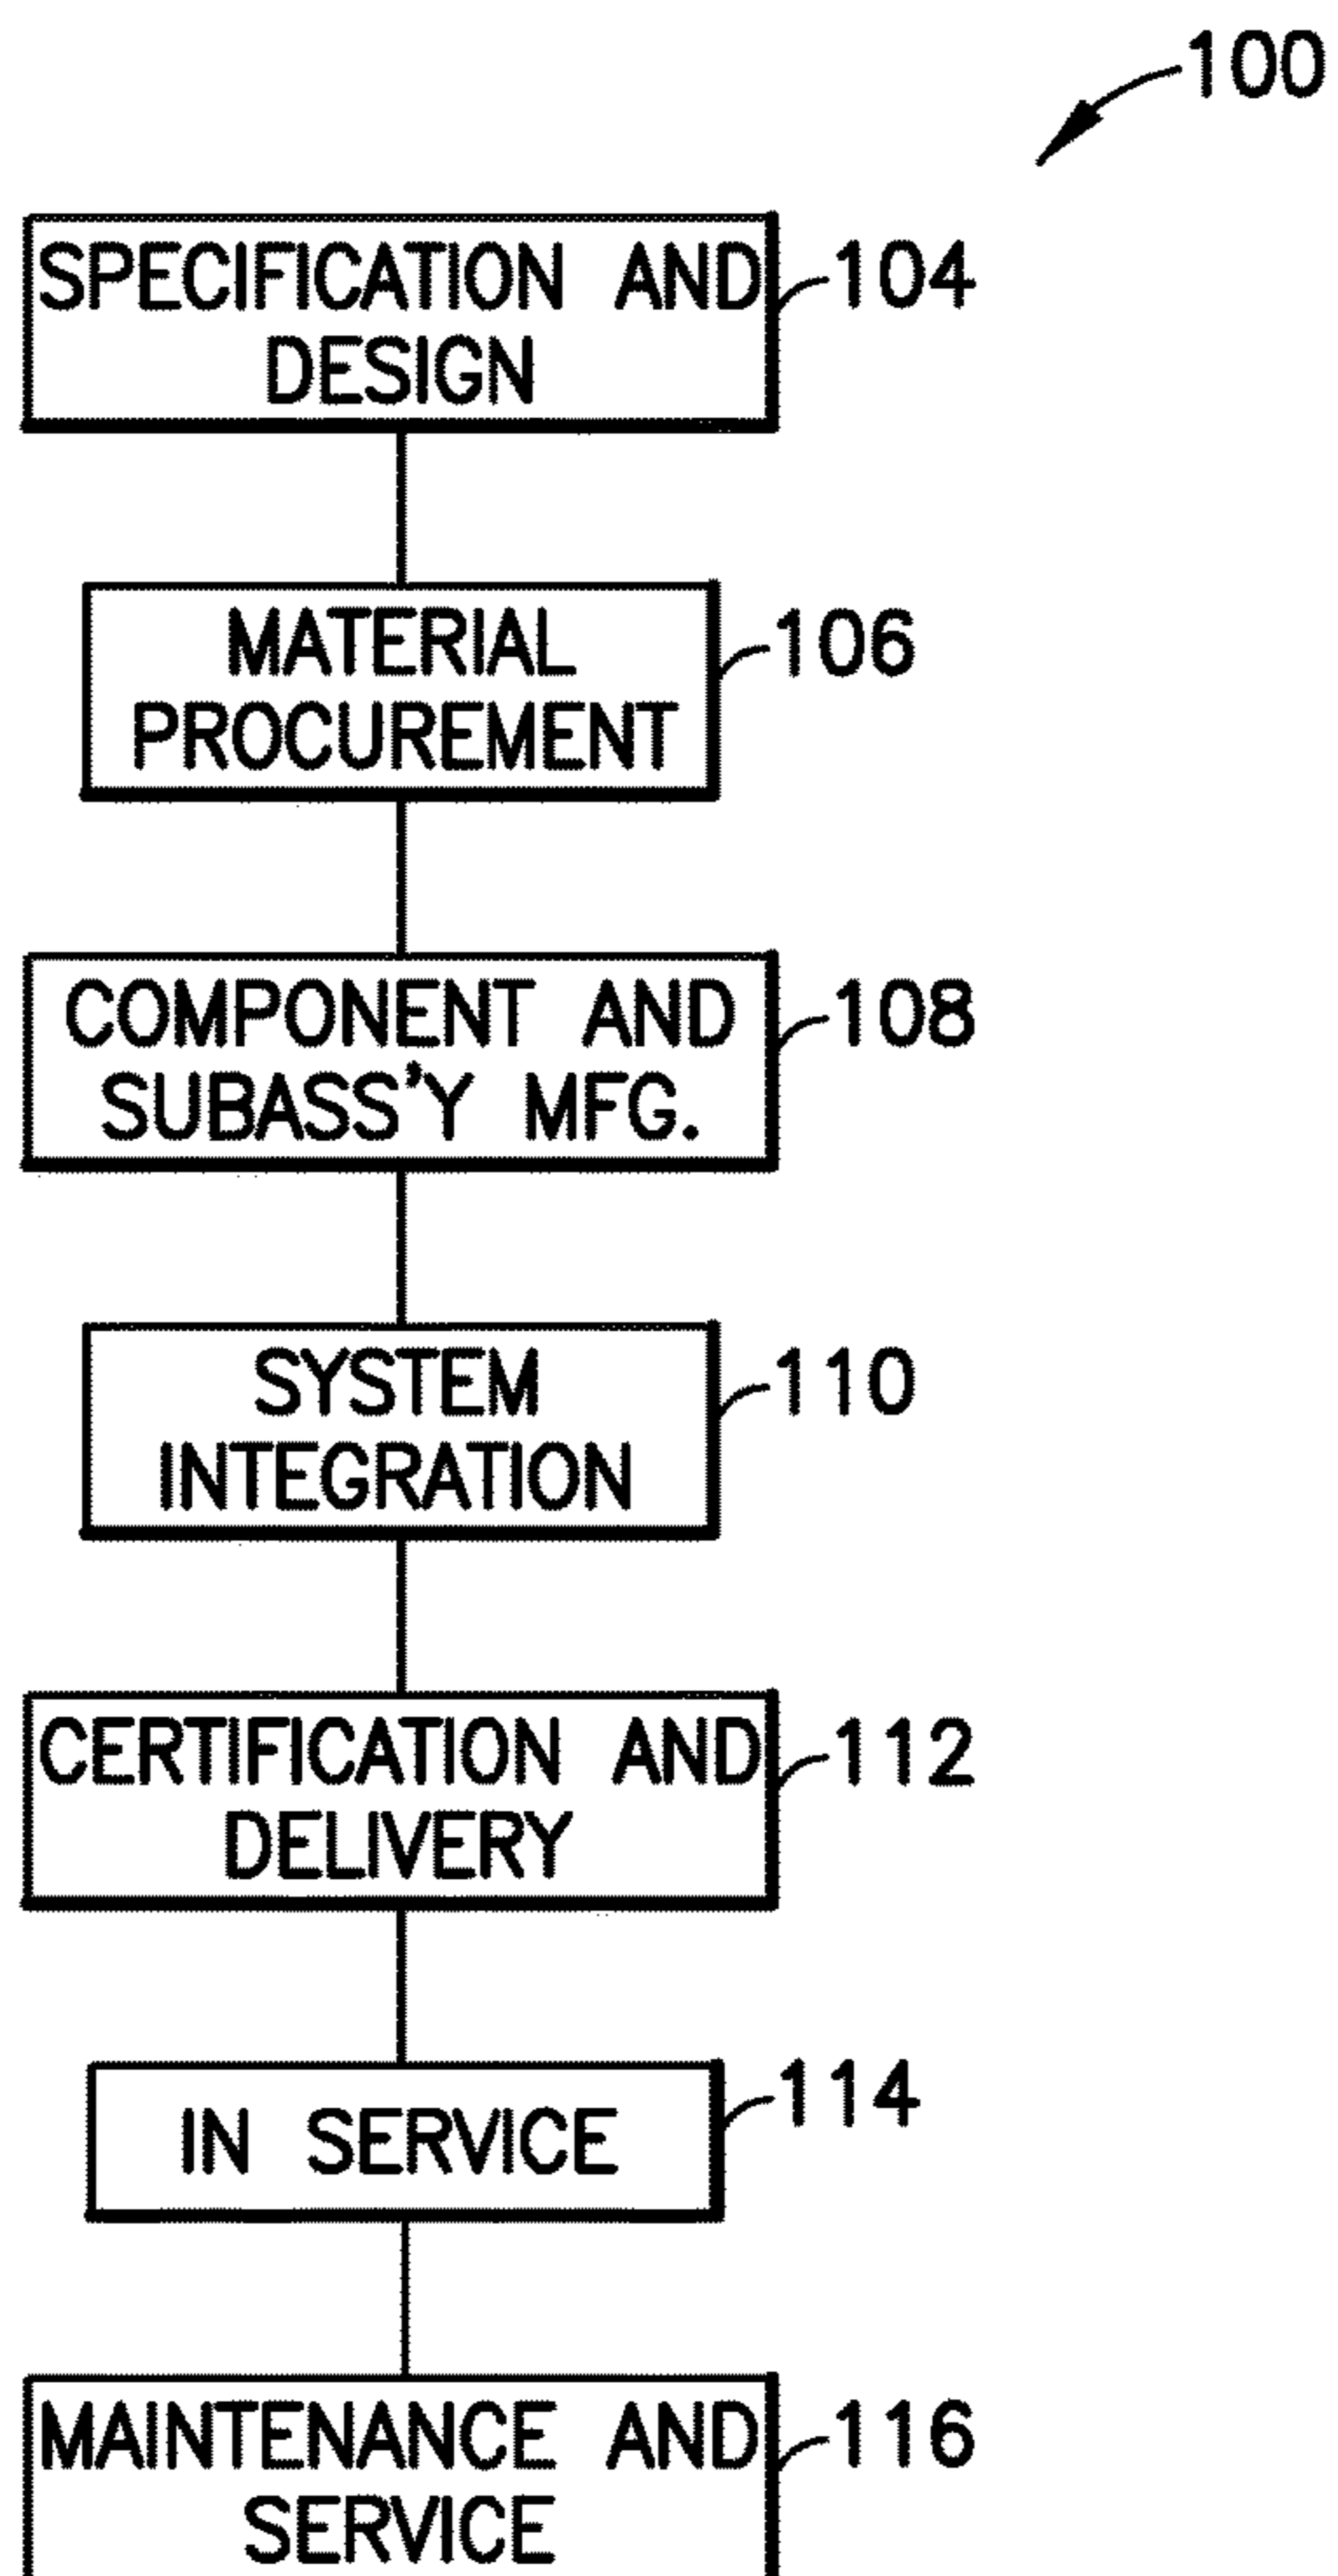 100
SPECIFICATION AND
DESIGN
104
MATERIAL
PROCUREMENT
106
COMPONENT AND
SUBASS'Y MFG.
108
SYSTEM
INTEGRATION
110
CERTIFICATION AND
DELIVERY
112
IN SERVICE
114
MAINTENANCE AND
SERVICE
116